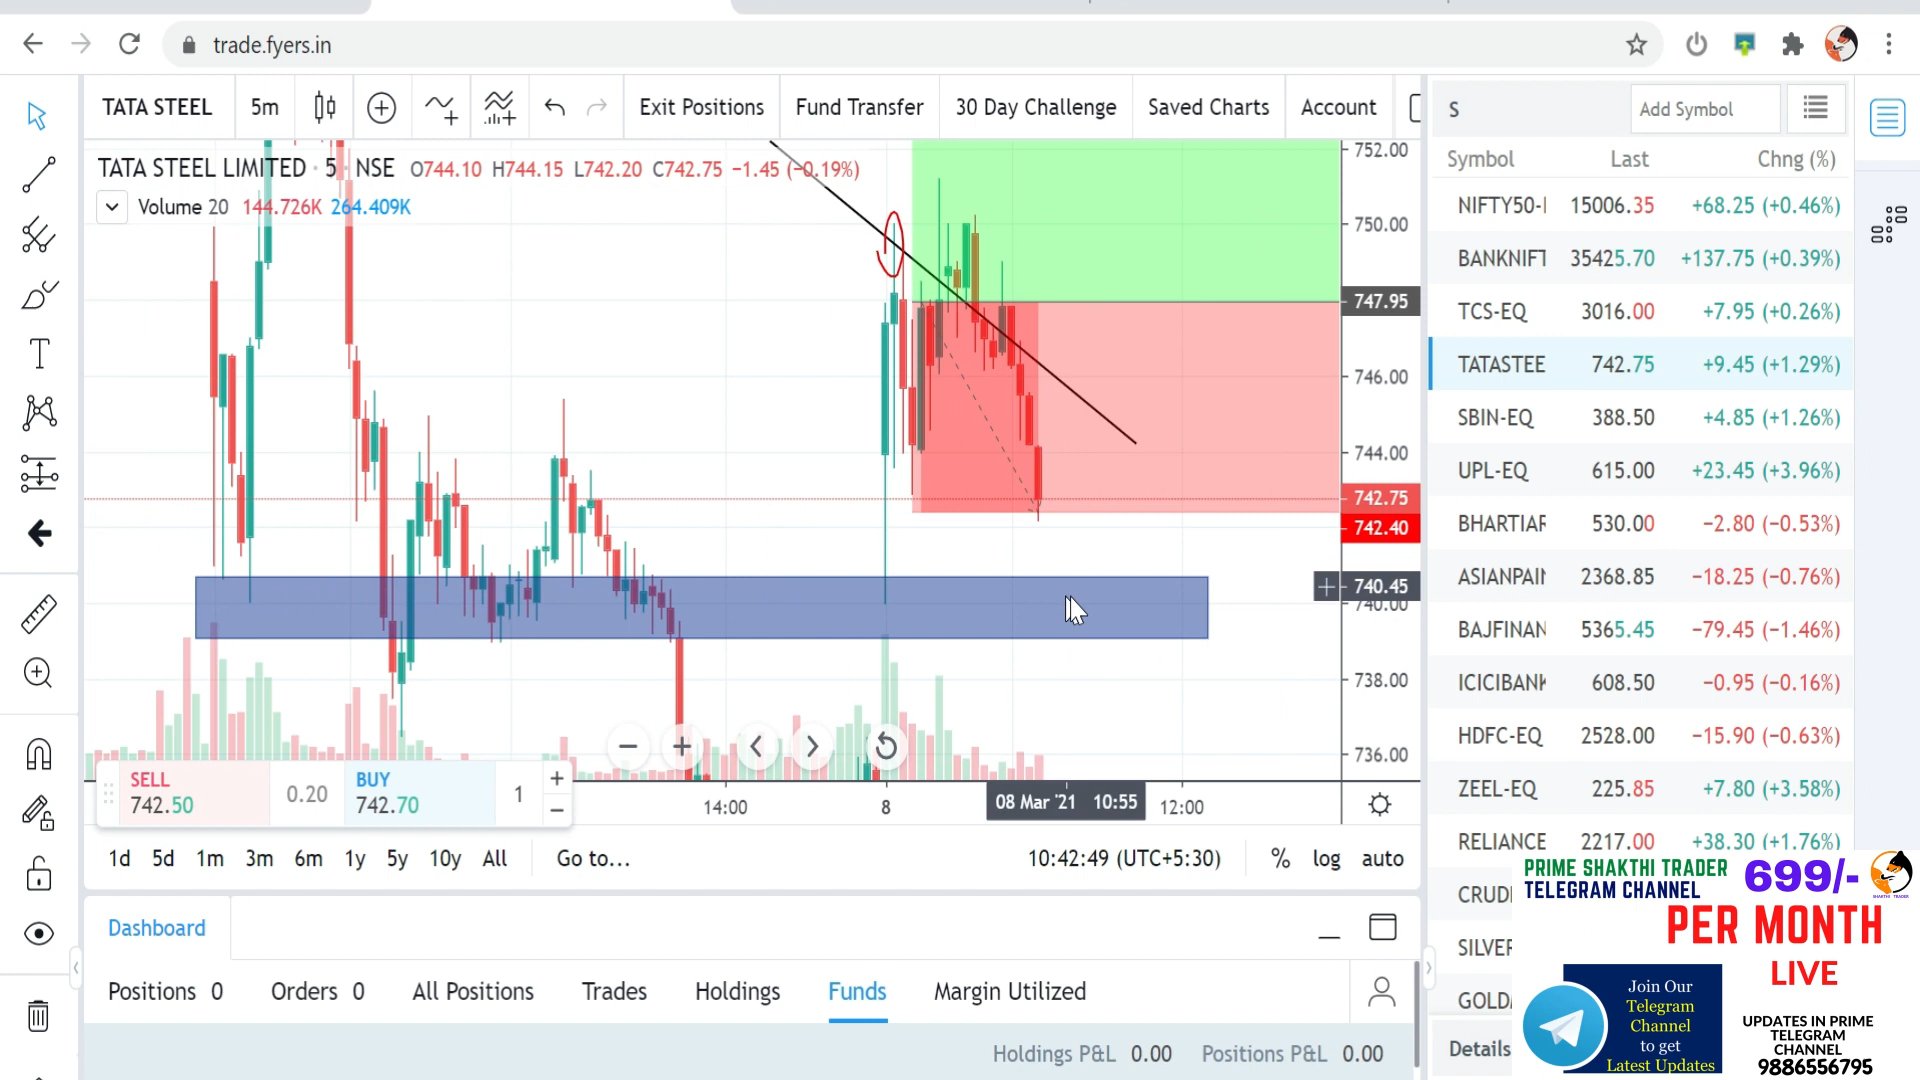 trade.fyers.in
TATA STEEL 5m Exit Positions Fund Transfer 30 Day Challenge Saved Charts Account
TATA STEEL LIMITED · 5 · NSE O744.10 H744.15 L742.20 C742.75 −1.45 (−0.19%)
Volume 20 144.726K 264.409K
752.00
750.00
747.95
746.00
744.00
742.75
742.40
740.45
740.00
738.00
736.00
SELL
742.50
0.20
BUY
742.70
1
14:00 8 08 Mar '21 10:55 12:00
1d 5d 1m 3m 6m 1y 5y 10y All Go to... 10:42:49 (UTC+5:30) % log auto
Dashboard
Positions 0 Orders 0 All Positions Trades Holdings Funds Margin Utilized
Holdings P&L 0.00 Positions P&L 0.00
S Add Symbol
Symbol Last Chng (%)
NIFTY50-I 15006.35 +68.25 (+0.46%)
BANKNIFT 35425.70 +137.75 (+0.39%)
TCS-EQ 3016.00 +7.95 (+0.26%)
TATASTEE 742.75 +9.45 (+1.29%)
SBIN-EQ 388.50 +4.85 (+1.26%)
UPL-EQ 615.00 +23.45 (+3.96%)
BHARTIAR 530.00 −2.80 (−0.53%)
ASIANPAIN 2368.85 −18.25 (−0.76%)
BAJFINAN 5365.45 −79.45 (−1.46%)
ICICIBANK 608.50 −0.95 (−0.16%)
HDFC-EQ 2528.00 −15.90 (−0.63%)
ZEEL-EQ 225.85 +7.80 (+3.58%)
RELIANCE 2217.00 +38.30 (+1.76%)
CRUD
SILVER
GOLD
Details
PRIME SHAKTHI TRADER
TELEGRAM CHANNEL
699/-
PER MONTH
LIVE
UPDATES IN PRIME
TELEGRAM
CHANNEL
9886556795
Join Our
Telegram
Channel
to get
Latest Updates